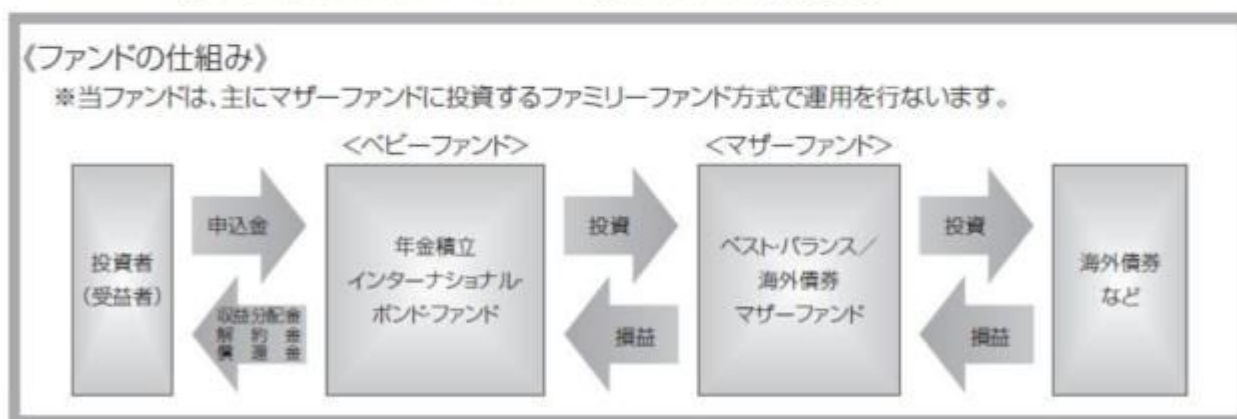 《ファンドの仕組み》
※当ファンドは、主にマザーファンドに投資するファミリーファンド方式で運用を行ないます。
<ベビーファンド>
<マザーファンド>
投資者
(受益者)
申込金
収益分配金
解約金
償還金
年金積立
インターナショナル・
ボンド・ファンド
投資
損益
ベスト・バランス/
海外債券
マザーファンド
投資
損益
海外債券
など